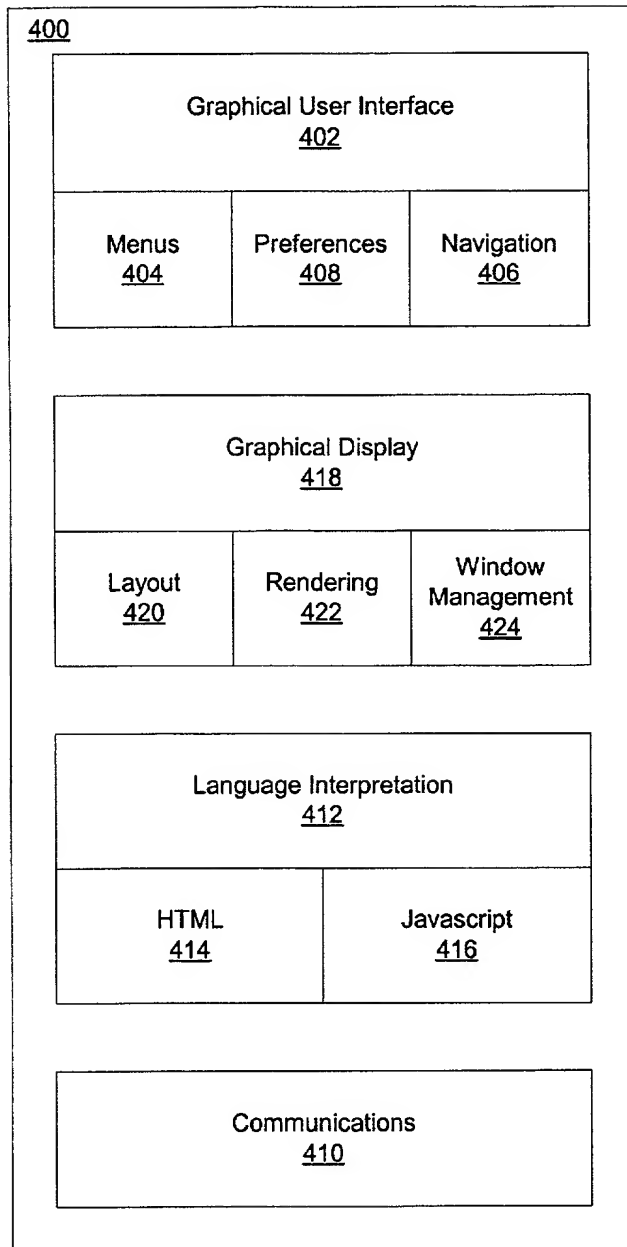 400
Graphical User Interface
402
Menus
404
Preferences
408
Navigation
406
Graphical Display
418
Layout
420
Rendering
422
Window
Management
424
Language Interpretation
412
HTML
414
Javascript
416
Communications
410